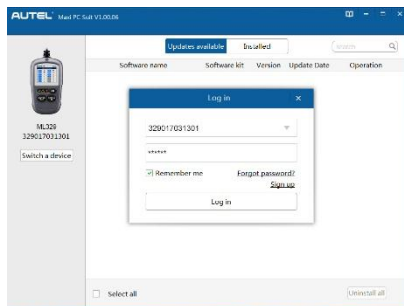 AUTEL Maxi PC Suit V1.00.06
Updates available Installed
Search
Software name Software kit Version Update Date Operation
Log in
329017031301
******
ML329
329017031301
Switch a device
Remember me Forgot password?
Sign up
Log in
Select all Uninstall all